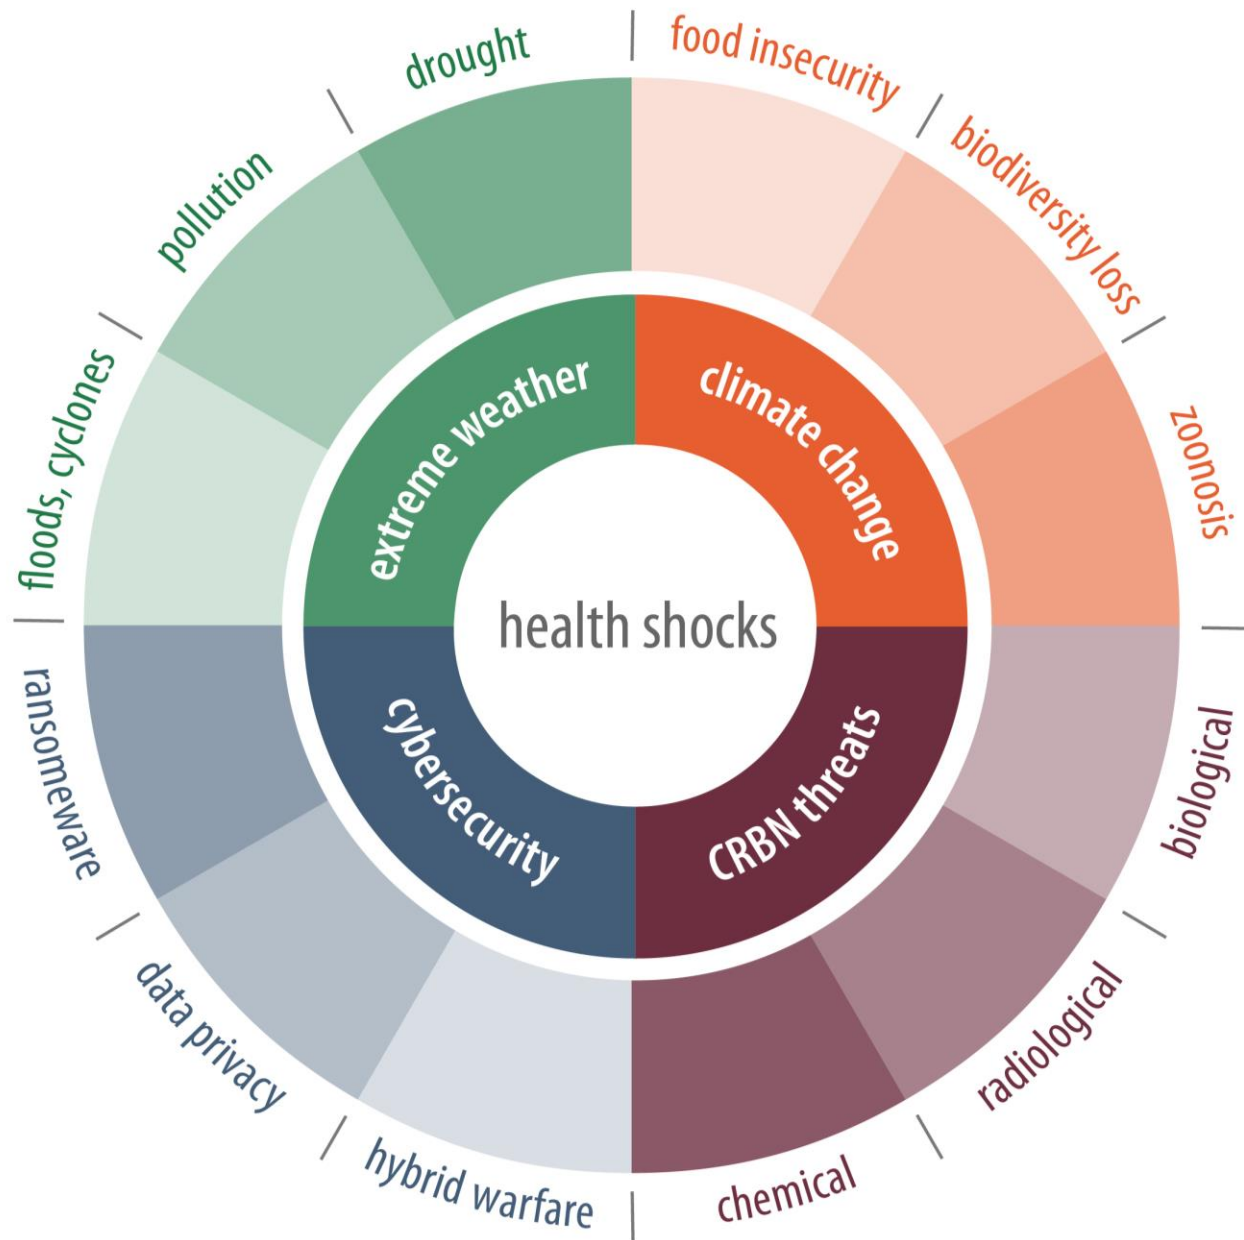 health shocks
climate change
food insecurity
biodiversity loss
zoonosis
CRBN threats
biological
radiological
chemical
cybersecurity
hybrid warfare
data privacy
ransomeware
extreme weather
floods, cyclones
pollution
drought